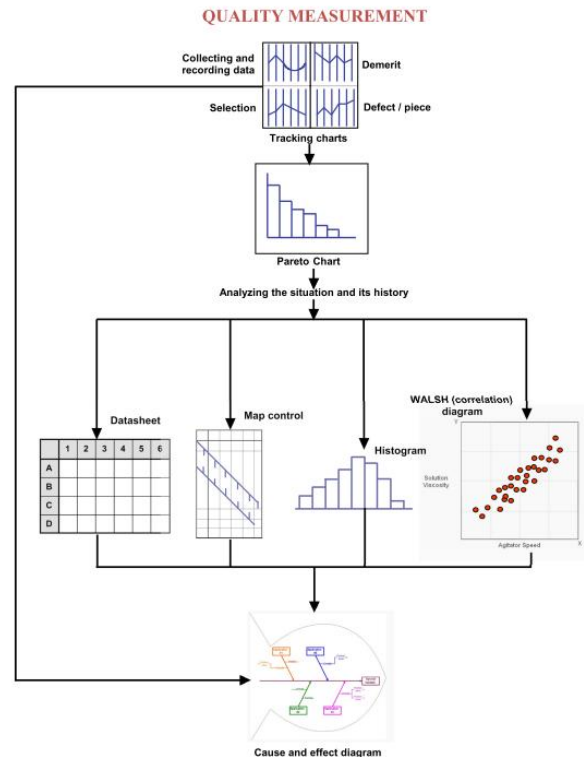 QUALITY MEASUREMENT
Collecting and
recording data
Demerit
Selection
Defect / piece
Tracking charts
Pareto Chart
Analyzing the situation and its history
Datasheet
Map control
Histogram
WALSH (correlation)
diagram
1 2 3 4 5 6
A
B
C
D
Y
Solution
Viscosity
Agitator Speed
X
Cause and effect diagram